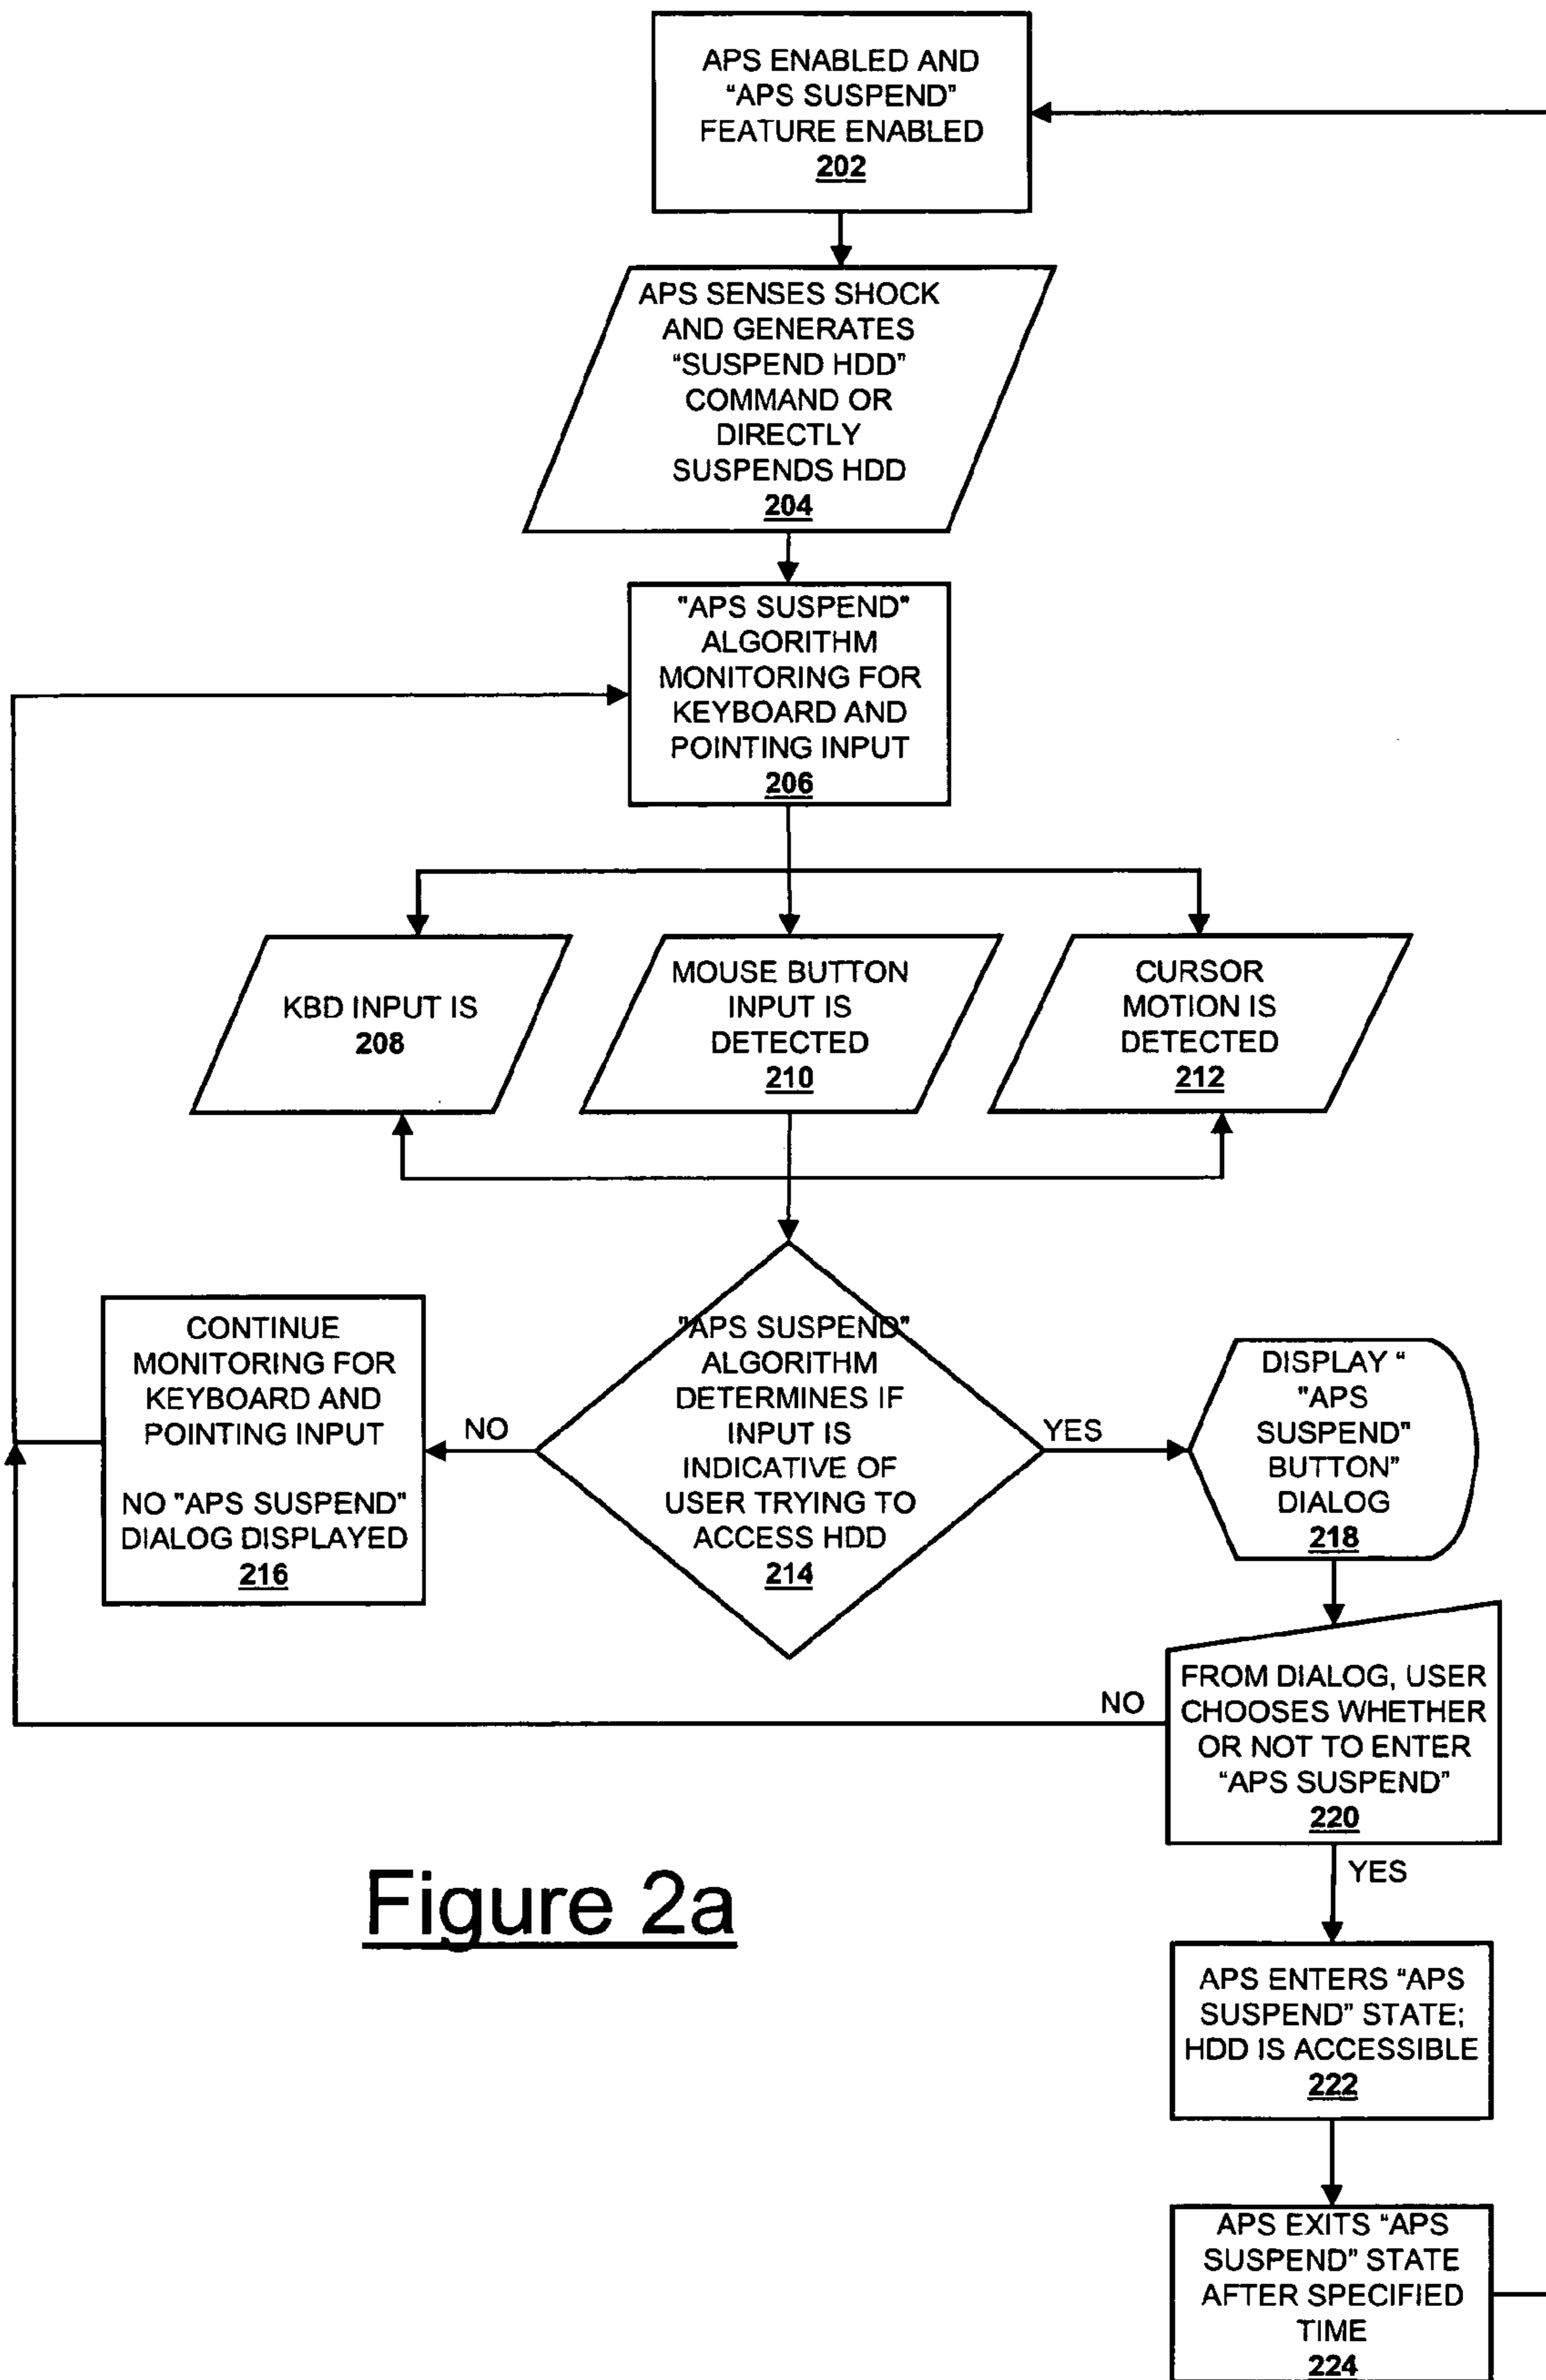 APS ENABLED AND
“APS SUSPEND”
FEATURE ENABLED
202
APS SENSES SHOCK
AND GENERATES
“SUSPEND HDD”
COMMAND OR
DIRECTLY
SUSPENDS HDD
204
"APS SUSPEND"
ALGORITHM
MONITORING FOR
KEYBOARD AND
POINTING INPUT
206
KBD INPUT IS
208
MOUSE BUTTON
INPUT IS
DETECTED
210
CURSOR
MOTION IS
DETECTED
212
CONTINUE
MONITORING FOR
KEYBOARD AND
POINTING INPUT
NO "APS SUSPEND"
DIALOG DISPLAYED
216
NO
"APS SUSPEND"
ALGORITHM
DETERMINES IF
INPUT IS
INDICATIVE OF
USER TRYING TO
ACCESS HDD
214
YES
DISPLAY “
"APS
SUSPEND"
BUTTON”
DIALOG
218
NO
FROM DIALOG, USER
CHOOSES WHETHER
OR NOT TO ENTER
“APS SUSPEND”
220
YES
APS ENTERS “APS
SUSPEND” STATE;
HDD IS ACCESSIBLE
222
APS EXITS “APS
SUSPEND” STATE
AFTER SPECIFIED
TIME
224
Figure 2a